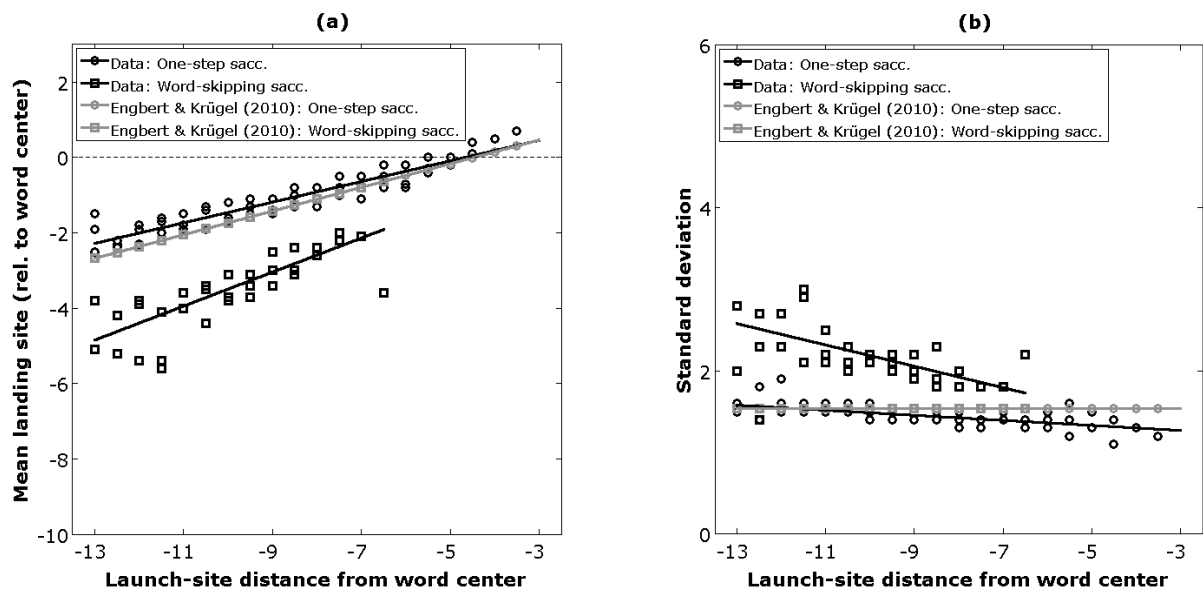 (a)
Data: One-step sacc.
Data: Word-skipping sacc.
Engbert & Krügel (2010): One-step sacc.
Engbert & Krügel (2010): Word-skipping sacc.
Mean landing site (rel. to word center)
2
0
-2
-4
-6
-8
-10
-13 -11 -9 -7 -5 -3
Launch-site distance from word center
(b)
Data: One-step sacc.
Data: Word-skipping sacc.
Engbert & Krügel (2010): One-step sacc.
Engbert & Krügel (2010): Word-skipping sacc.
Standard deviation
6
4
2
0
-13 -11 -9 -7 -5 -3
Launch-site distance from word center